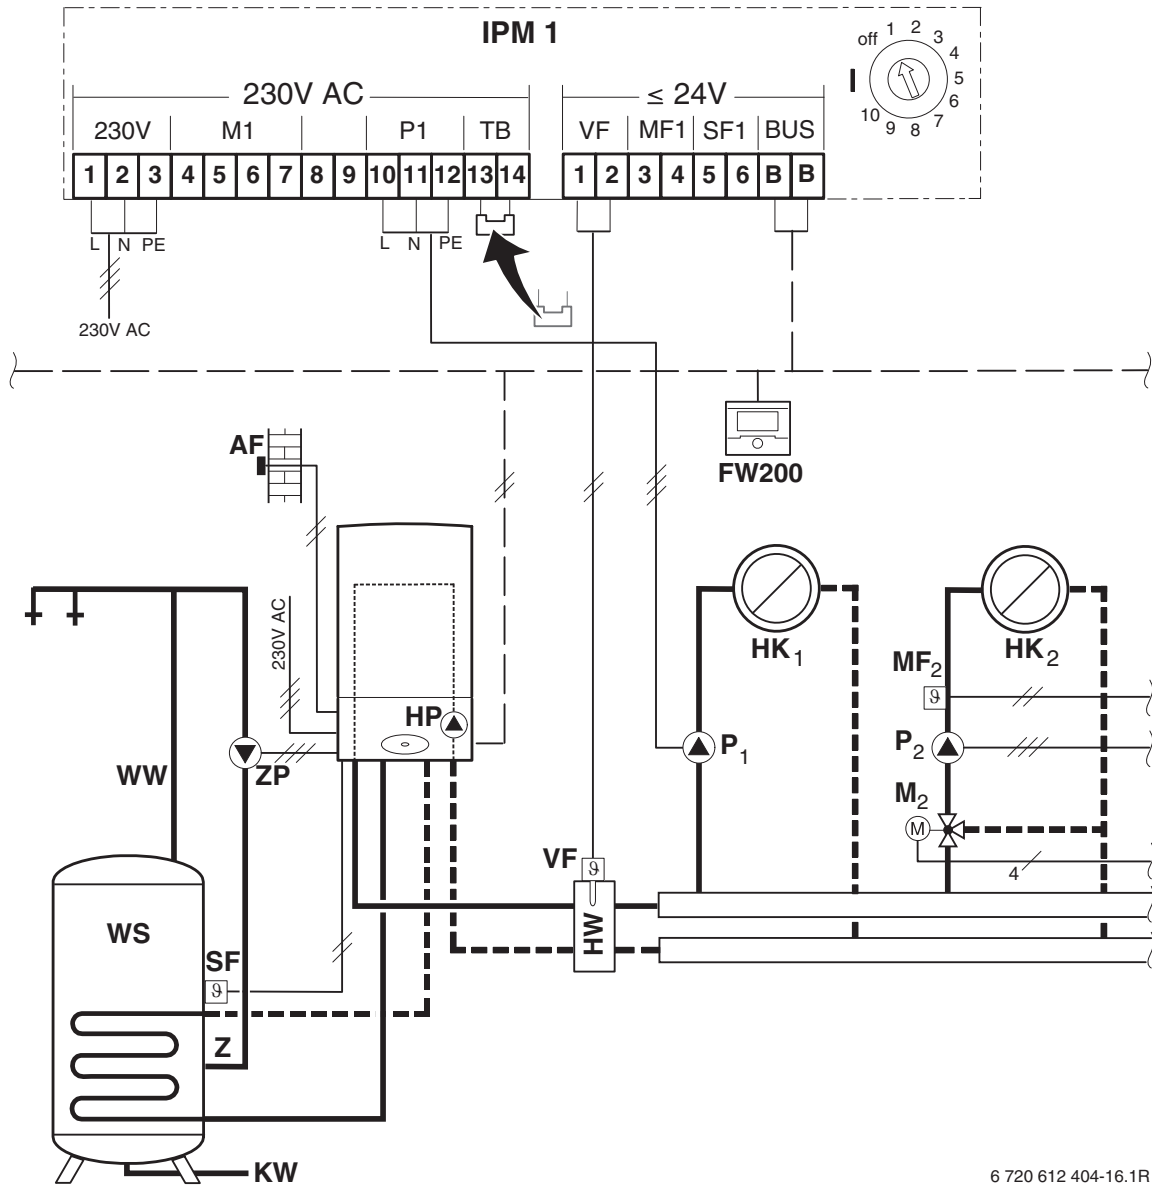 IPM 1
off 1 2 3 4 5 6 7 8 9 10
I
230V AC
≤ 24V
230V M1 P1 TB VF MF1 SF1 BUS
1 2 3 4 5 6 7 8 9 10 11 12 13 14 1 2 3 4 5 6 B B
L N PE L N PE
230V AC
AF
FW200
230V AC
HK1
HK2
MF2
HP
P1
P2
WW
ZP
M2
M
VF
ϑ
ϑ
4
WS
HW
SF
ϑ
Z
KW
6 720 612 404-16.1R